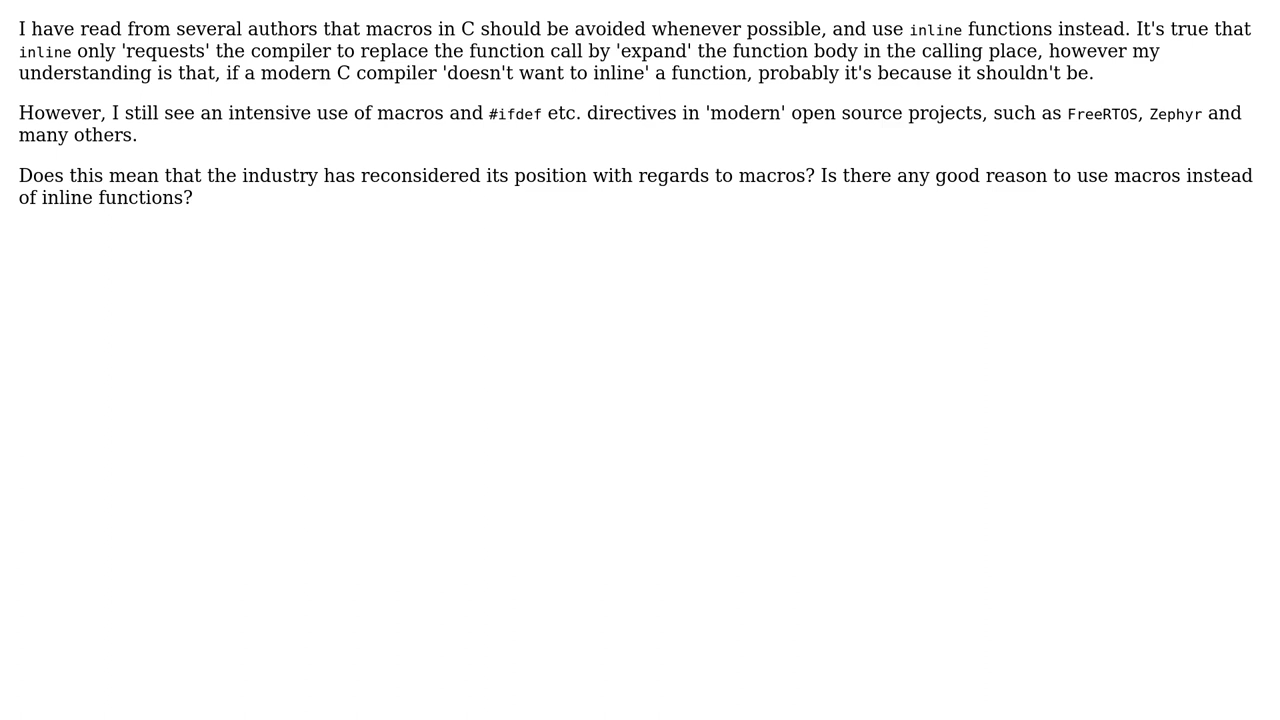 I have read from several authors that macros in C should be avoided whenever possible, and use inline functions instead. It's true that
inline only 'requests' the compiler to replace the function call by 'expand' the function body in the calling place, however my
understanding is that, if a modern C compiler 'doesn't want to inline' a function, probably it's because it shouldn't be.
However, I still see an intensive use of macros and #ifdef etc. directives in 'modern' open source projects, such as FreeRTOS, Zephyr and
many others.
Does this mean that the industry has reconsidered its position with regards to macros? Is there any good reason to use macros instead
of inline functions?